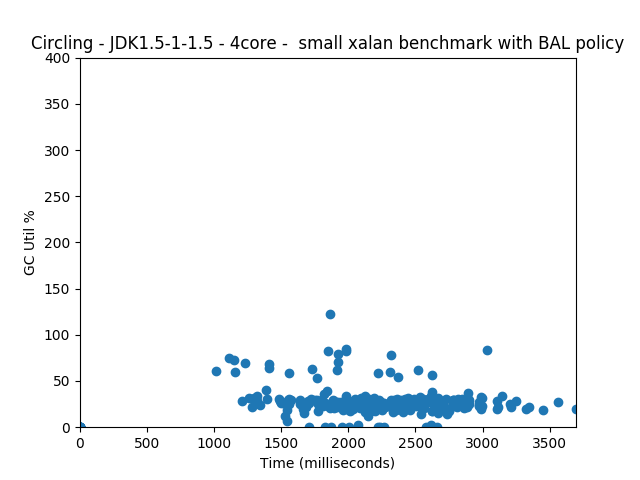 Circling - JDK1.5-1-1.5 - 4core -  small xalan benchmark with BAL policy
400
350
300
250
200
150
100
50
0
GC Util %
0 500 1000 1500 2000 2500 3000 3500
Time (milliseconds)